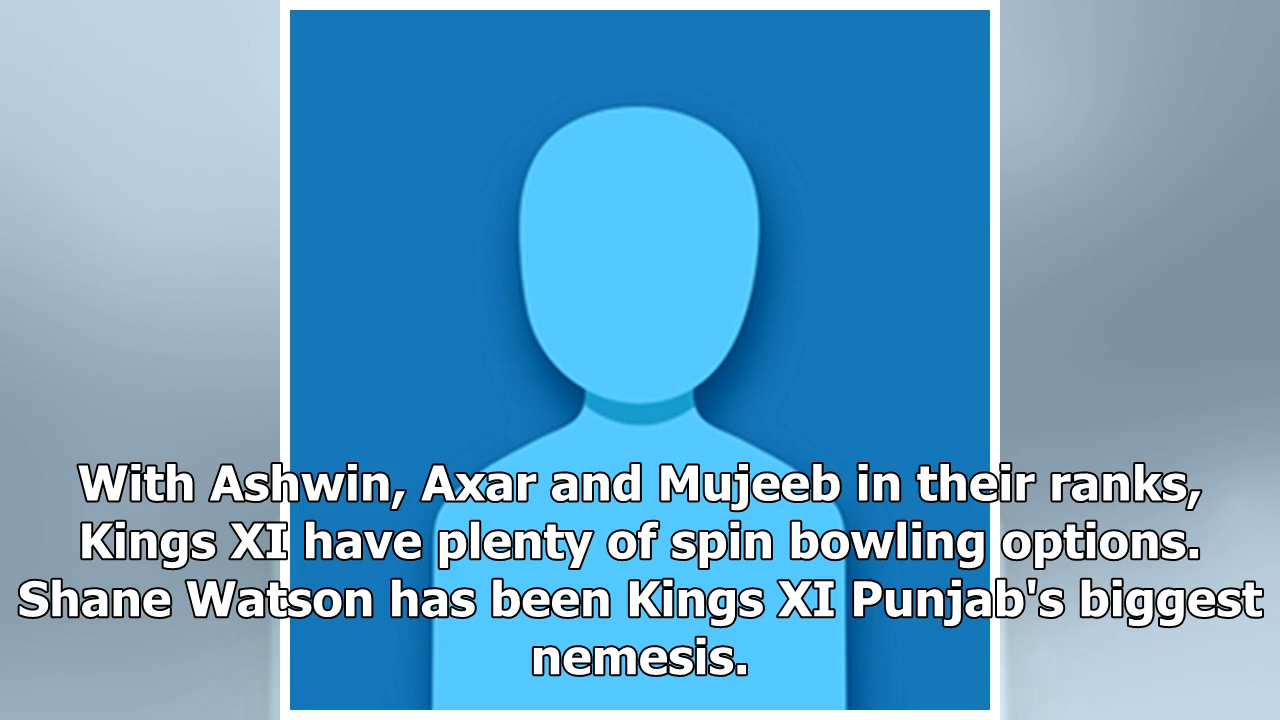 With Ashwin, Axar and Mujeeb in their ranks,
Kings XI have plenty of spin bowling options.
Shane Watson has been Kings XI Punjab's biggest
nemesis.